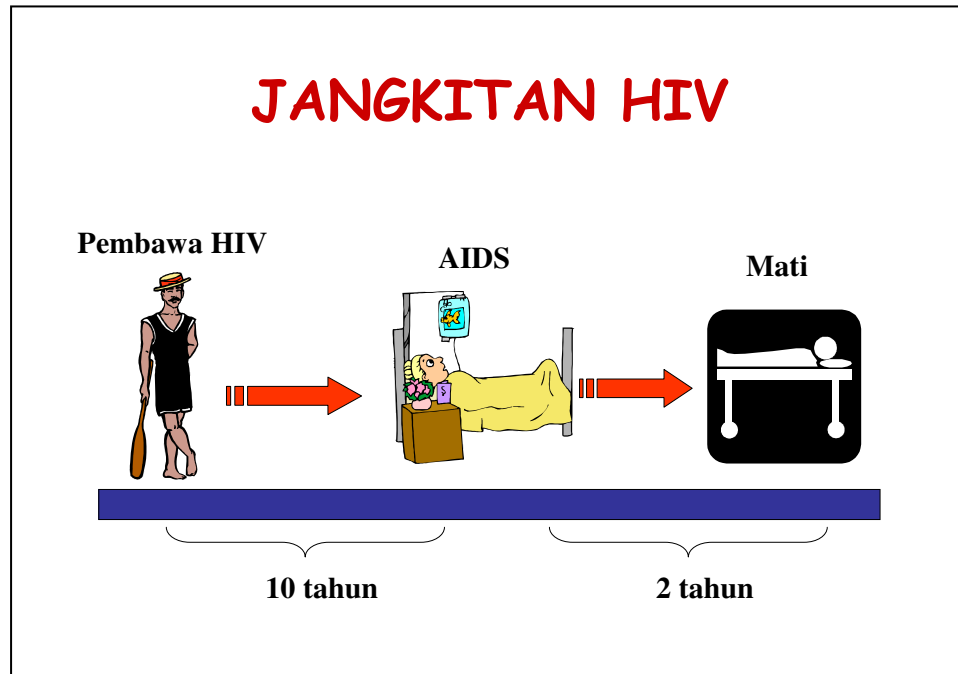 JANGKITAN HIV
Pembawa HIV
AIDS
Mati
10 tahun
2 tahun